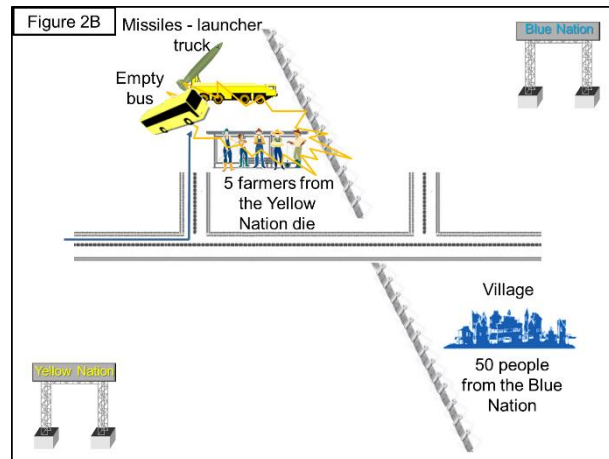 Figure 2B
Missiles - launcher
truck
Blue Nation
Empty
bus
5 farmers from
the Yellow
Nation die
Village
50 people
from the Blue
Nation
Yellow Nation